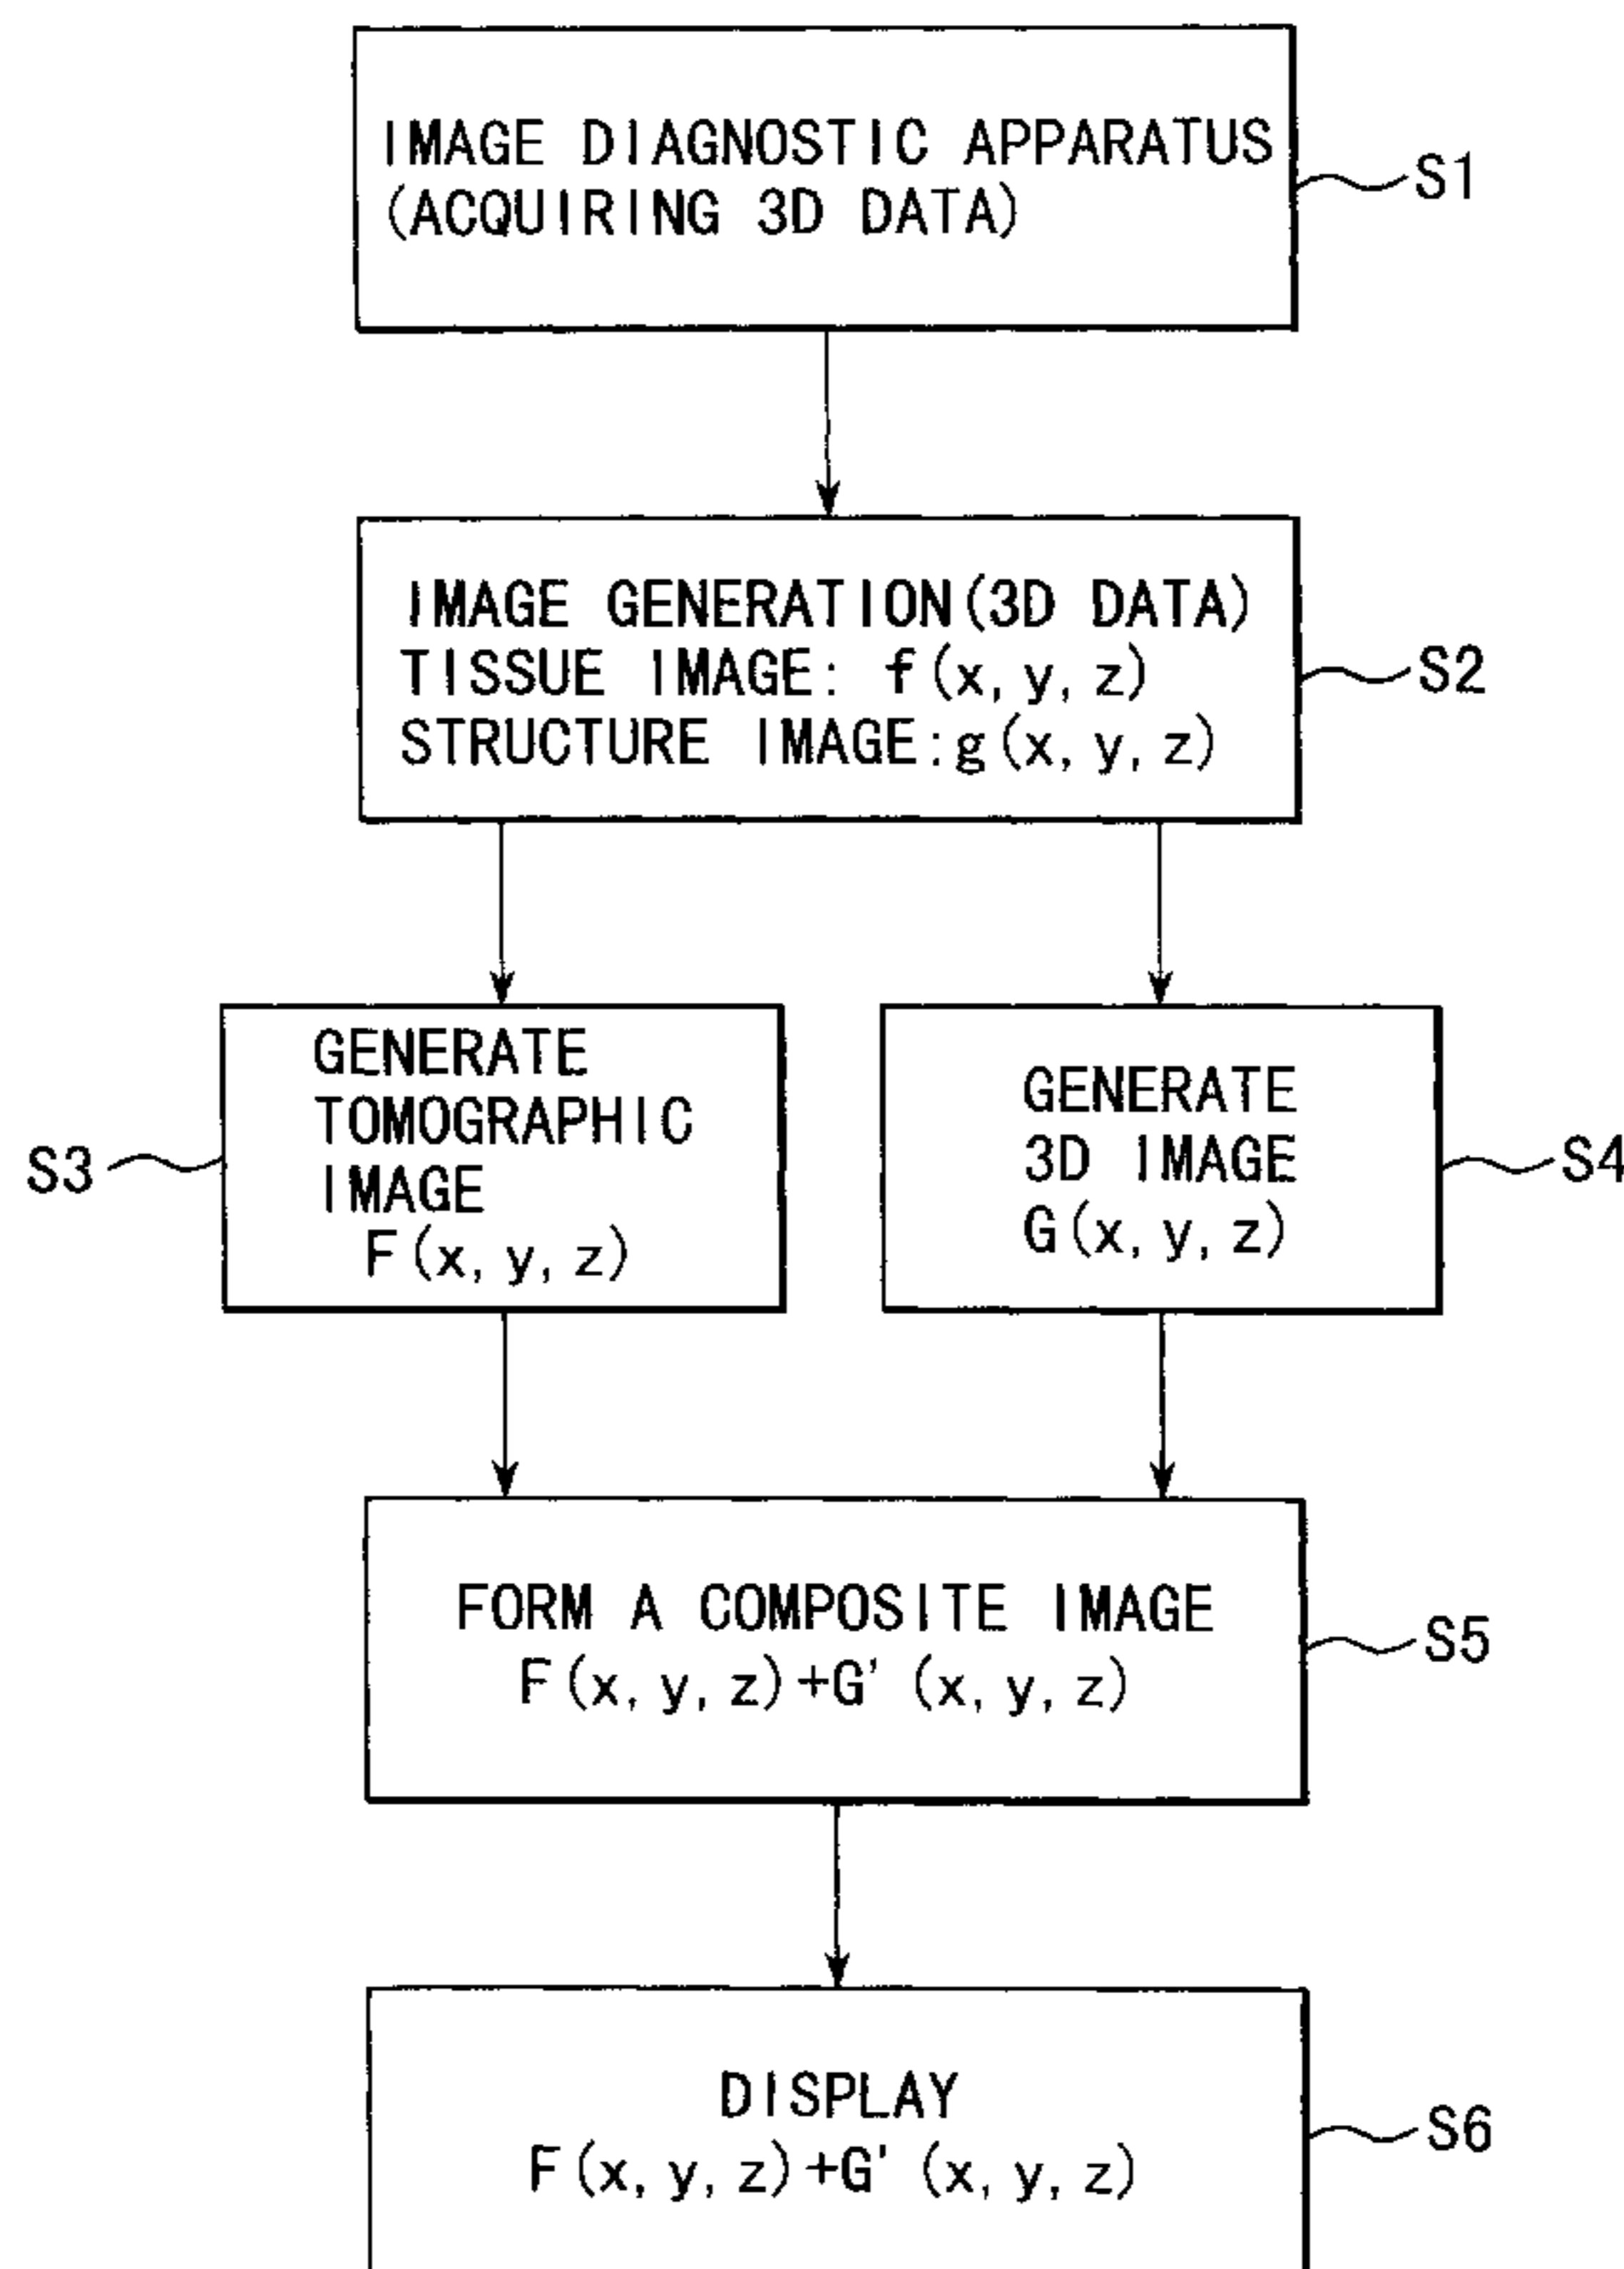 IMAGE DIAGNOSTIC APPARATUS
(ACQUIRING 3D DATA)
S1
IMAGE GENERATION(3D DATA)
TISSUE IMAGE: f(x, y, z)
STRUCTURE IMAGE:g(x, y, z)
S2
GENERATE
TOMOGRAPHIC
IMAGE
F(x, y, z)
S3
GENERATE
3D IMAGE
G(x, y, z)
S4
FORM A COMPOSITE IMAGE
F(x, y, z)+G' (x, y, z)
S5
DISPLAY
F(x, y, z)+G' (x, y, z)
S6